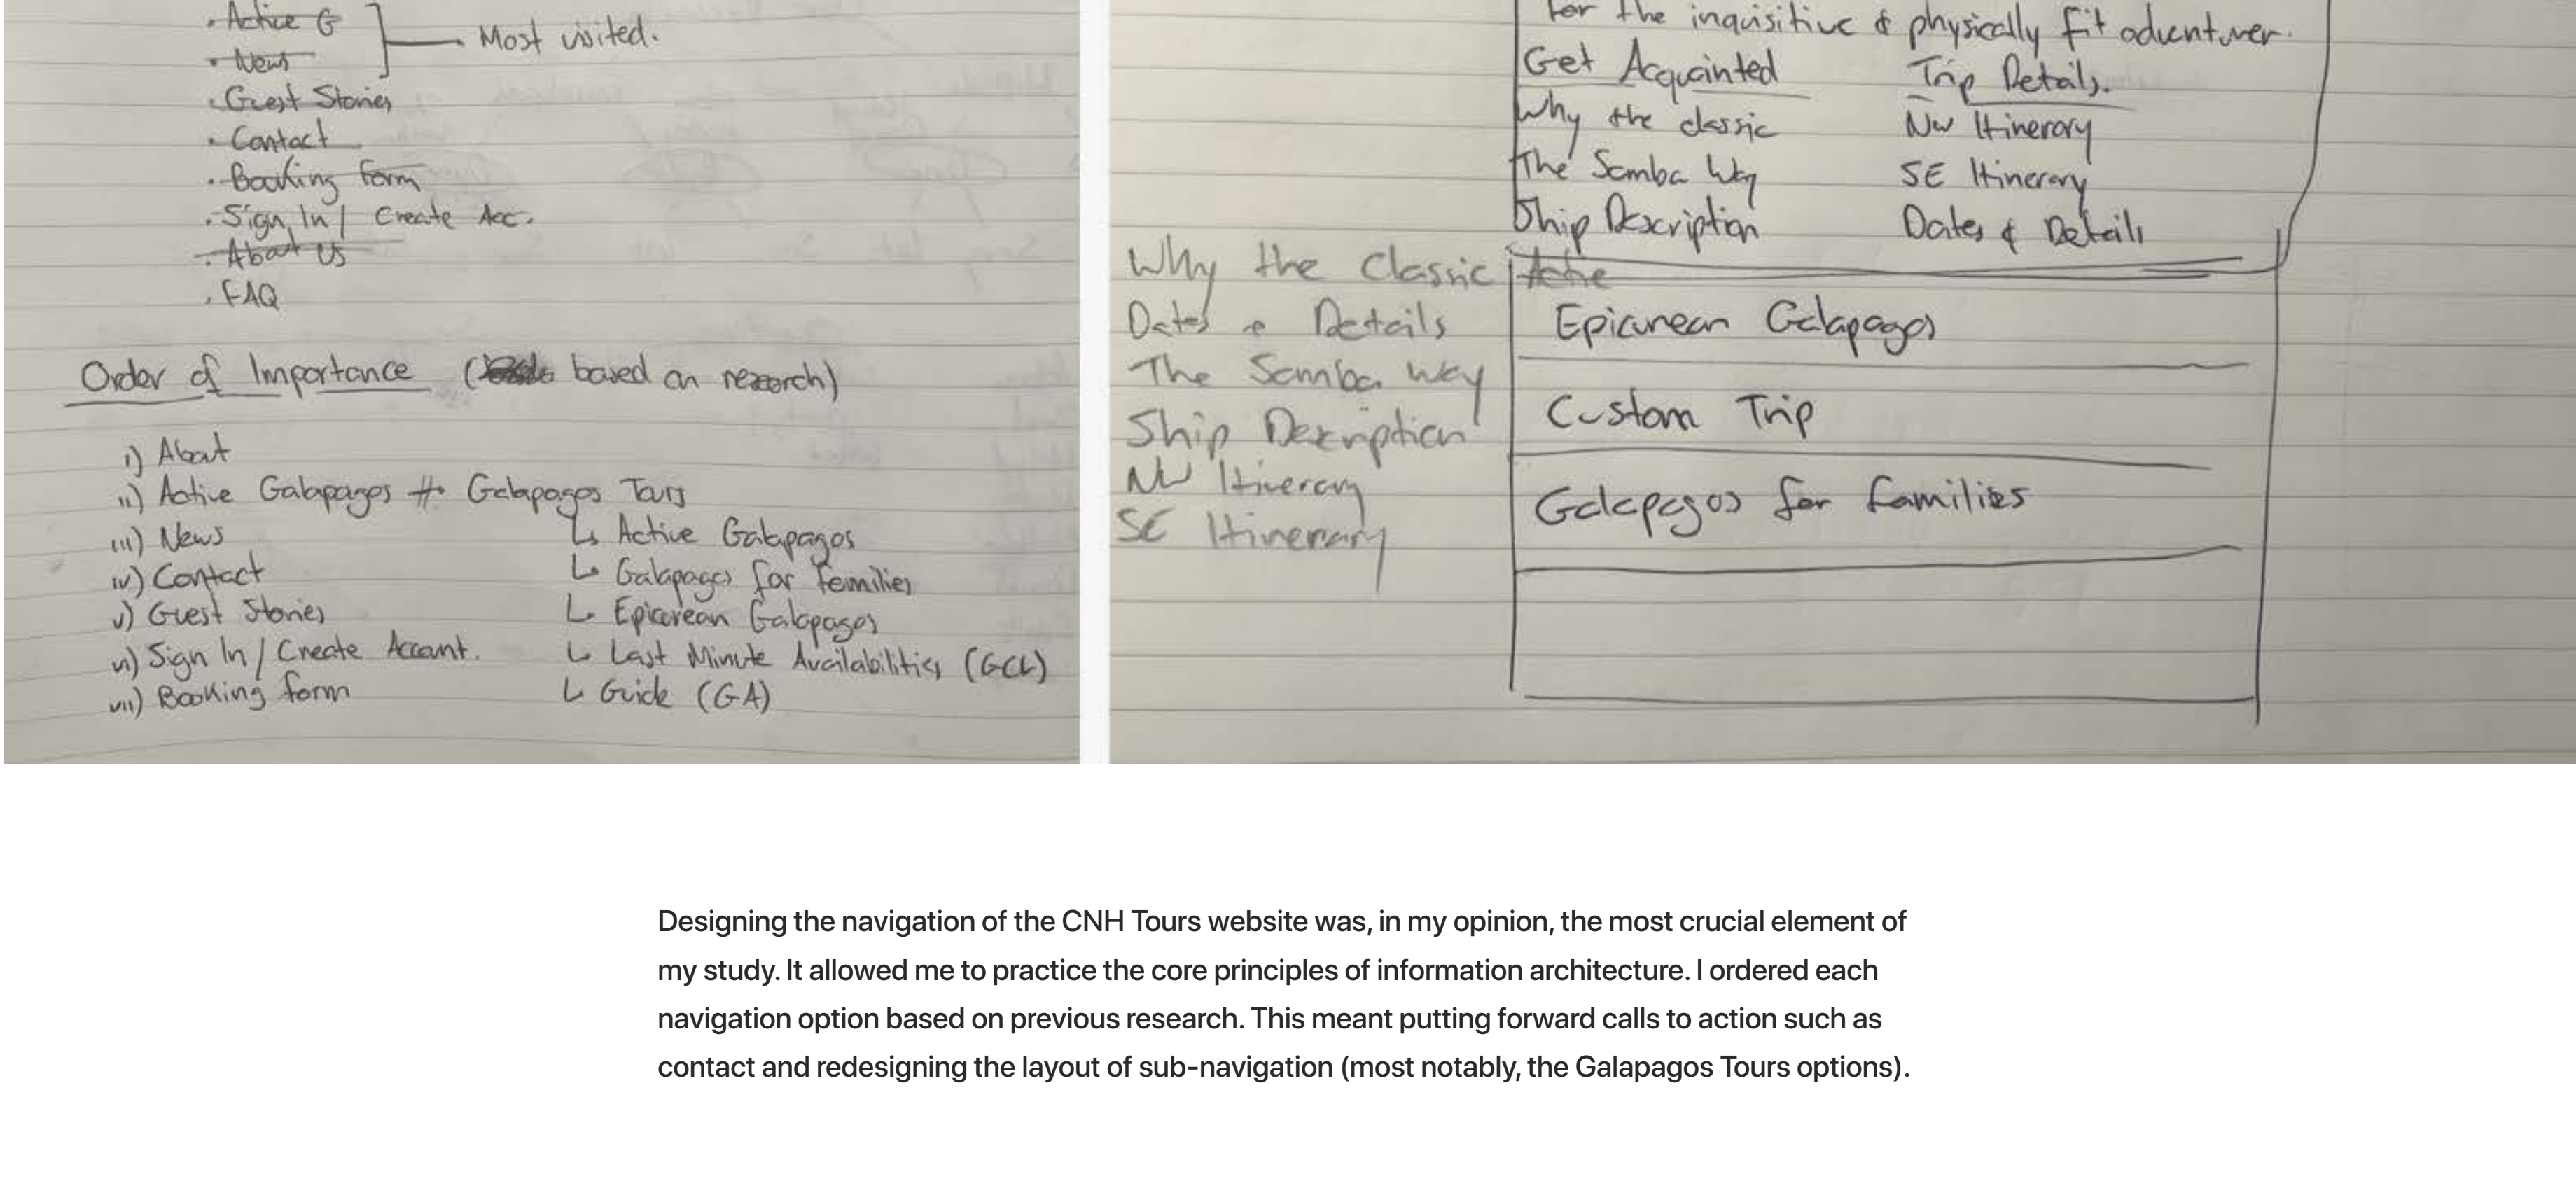 · Active G
· News
Most visited.
· Guest Stories
· Contact
· Booking form
· Sign In / Create Acc.
· About Us
· FAQ
Order of Importance ( based on research)
i) About
ii) Active Galapagos Galapagos Tours
iii) News
iv) Contact
v) Guest Stories
vi) Sign In / Create Account.
vii) Booking form
↳ Active Galapagos
↳ Galapagos for families
↳ Epicurean Galapagos
↳ Last Minute Availabilities (GCL)
↳ Guide (GA)
for the inquisitive & physically fit adventurer.
Get Acquainted
Why the classic
The Samba Way
Ship Description
Trip Details.
NW Itinerary
SE Itinerary
Dates & Details
Why the Classic
Dates & Details
The Samba Way
Ship Description
NW Itinerary
SE Itinerary
Epicurean Galapagos
Custom Trip
Galapagos for families
Designing the navigation of the CNH Tours website was, in my opinion, the most crucial element of
my study. It allowed me to practice the core principles of information architecture. I ordered each
navigation option based on previous research. This meant putting forward calls to action such as
contact and redesigning the layout of sub-navigation (most notably, the Galapagos Tours options).